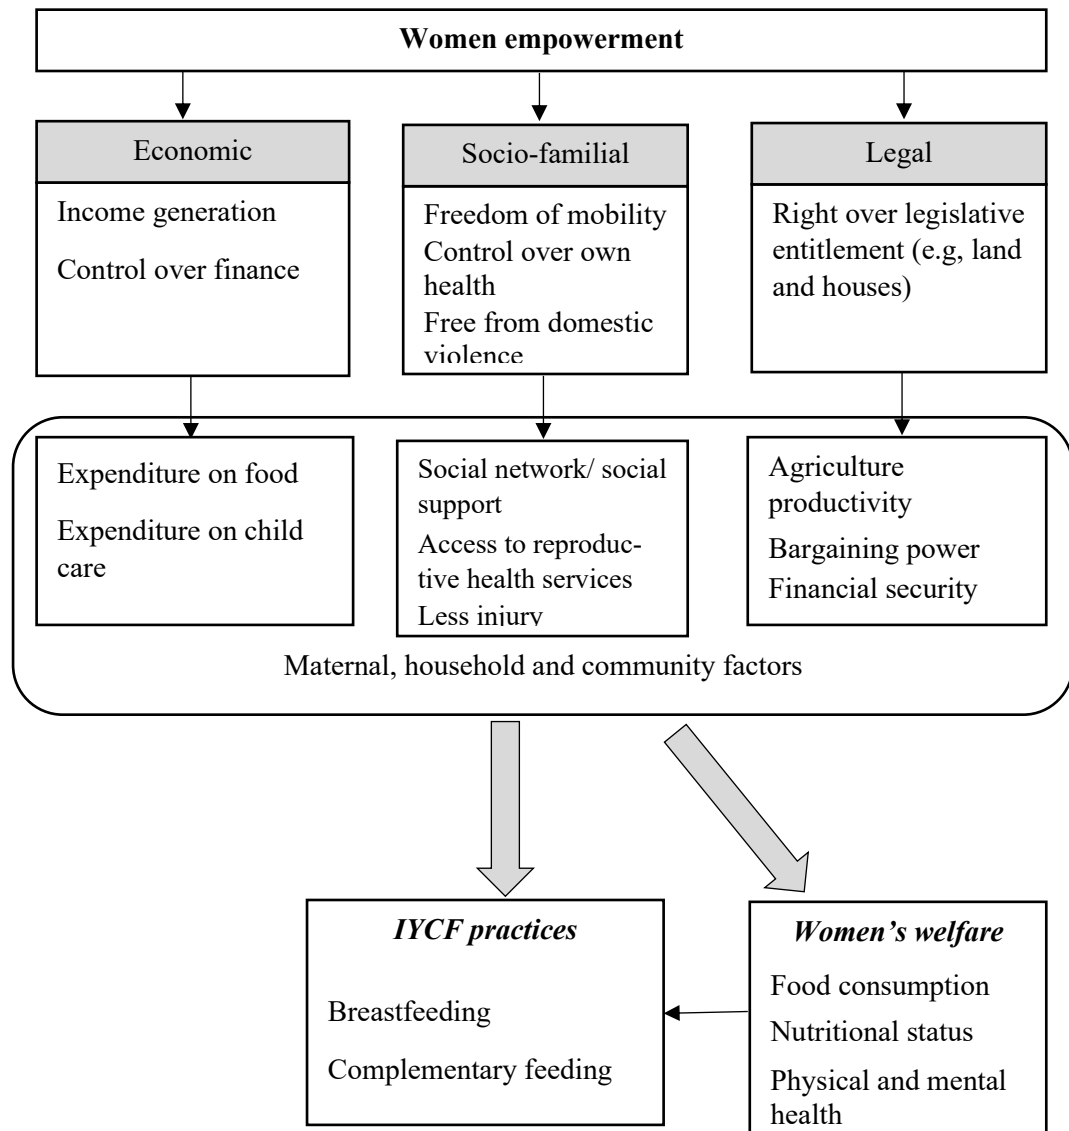 Women empowerment
Economic
Income generation
Control over finance
Socio-familial
Freedom of mobility
Control over own
health
Free from domestic
violence
Legal
Right over legislative
entitlement (e.g, land
and houses)
Expenditure on food
Expenditure on child
care
Social network/ social
support
Access to reproduc-
tive health services
Less injury
Agriculture
productivity
Bargaining power
Financial security
Maternal, household and community factors
IYCF practices
Breastfeeding
Complementary feeding
Women’s welfare
Food consumption
Nutritional status
Physical and mental
health